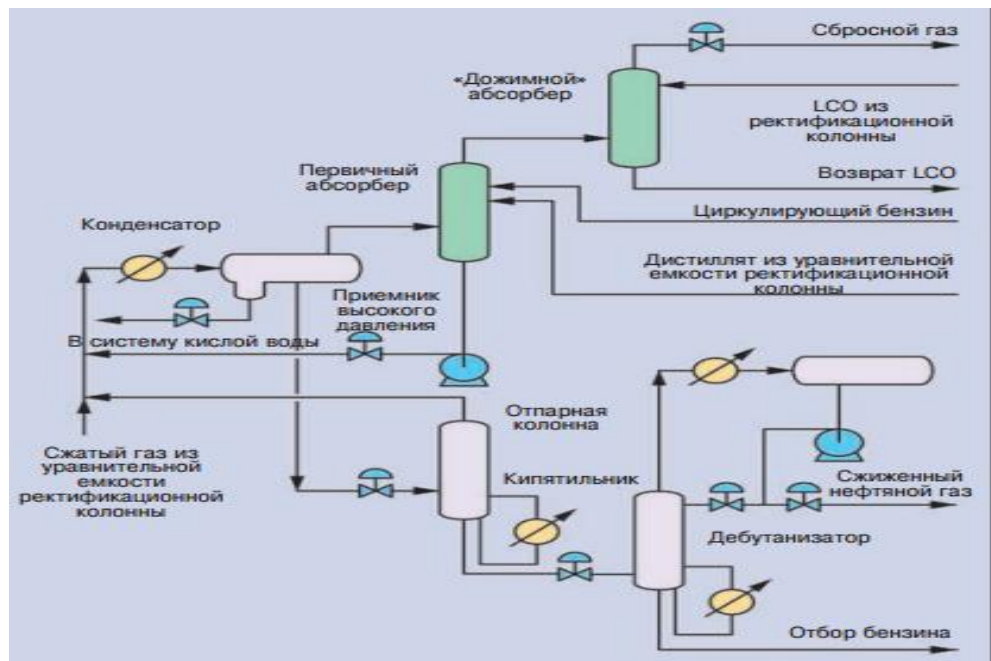 Сбросной газ
«Дожимной»
абсорбер
LCO из
ректификационной
колонны
Первичный
абсорбер
Возврат LCO
Циркулирующий бензин
Конденсатор
Дистиллят из уравнительной
емкости ректификационной
колонны
Приемник
высокого
давления
В систему кислой воды
Отпарная
колонна
Сжатый газ из
уравнительной
емкости
ректификационной
колонны
Кипятильник
Сжиженный
нефтяной газ
Дебутанизатор
Отбор бензина